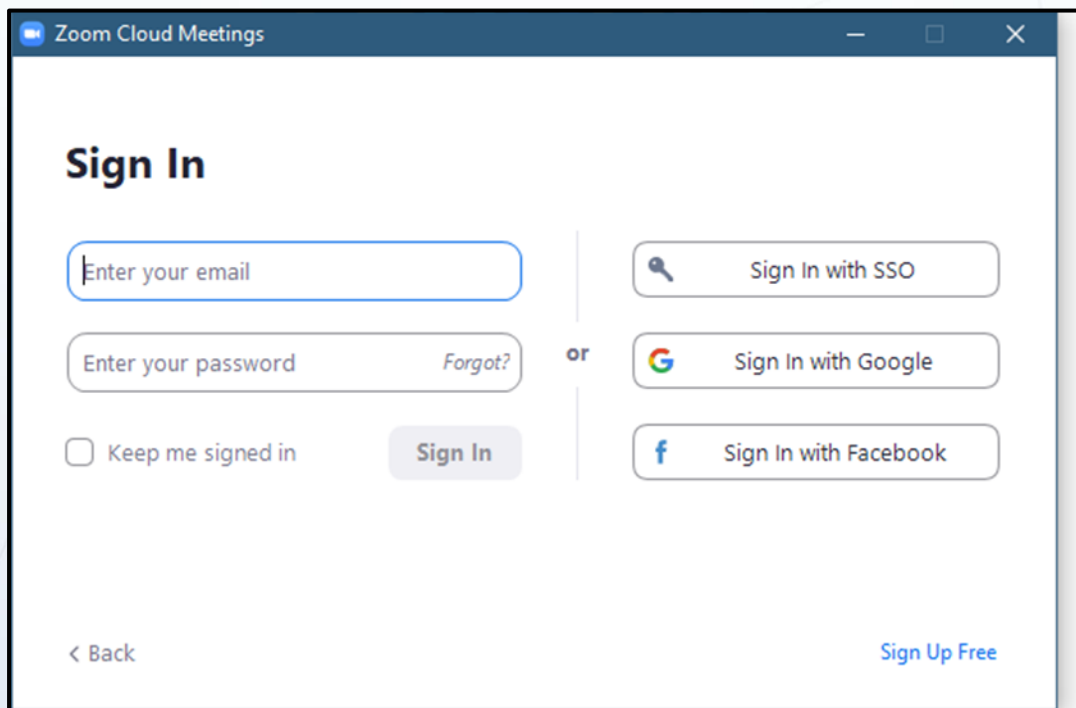 Zoom Cloud Meetings
Sign In
Enter your email
Enter your password
Forgot?
Keep me signed in
Sign In
or
Sign In with SSO
Sign In with Google
Sign In with Facebook
Back
Sign Up Free